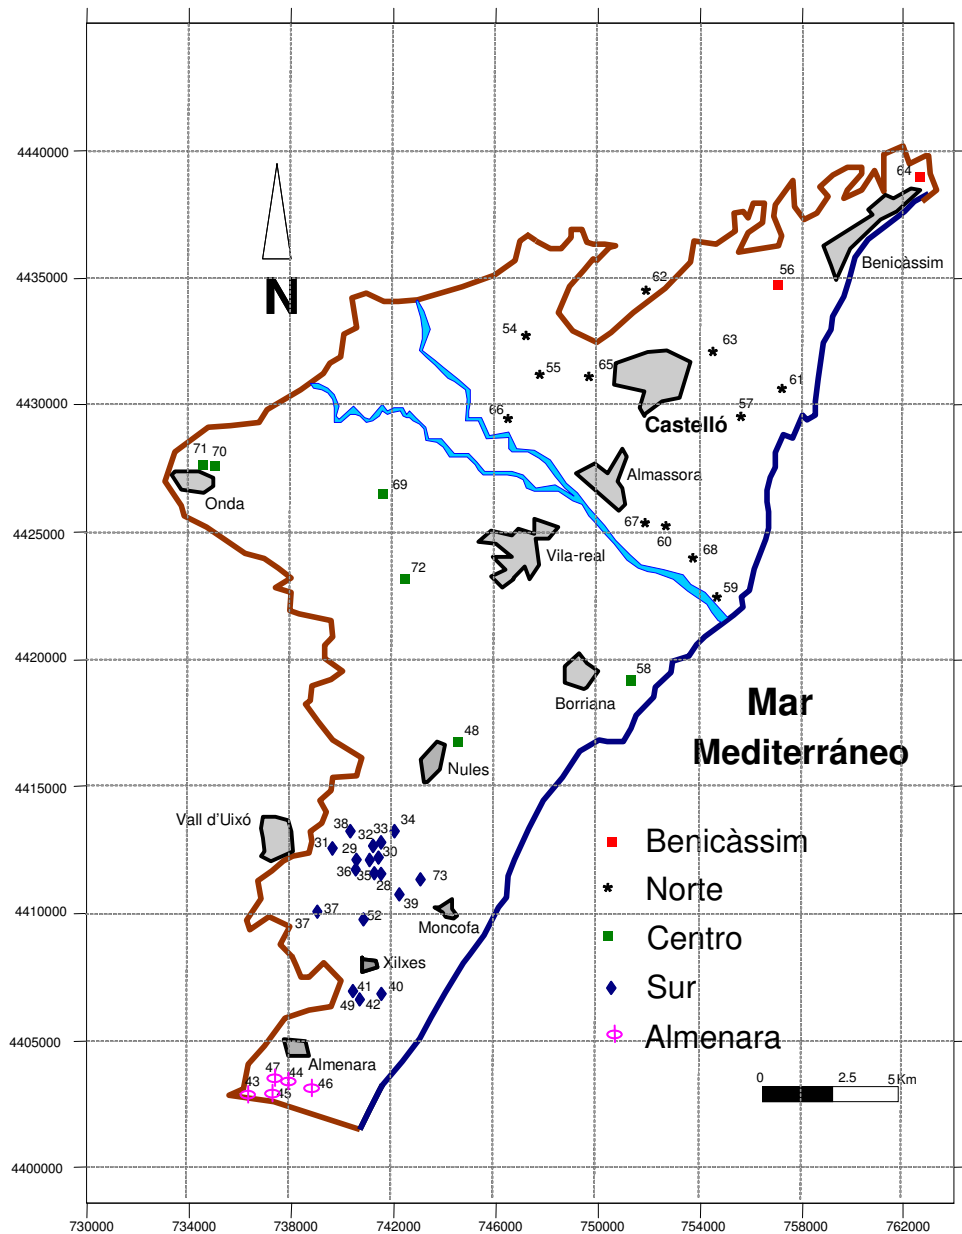 4440000
64
N
Benicàssim
4435000
62
56
54
63
55
65
61
66
57
4430000
Castelló
71 70
Almassora
Onda
69
67
60
4425000
Vila-real
68
72
59
4420000
58
Borriana
Mar
Mediterráneo
48
Nules
4415000
Vall d'Uixó
38
32
33
34
31
29
30
36
35
28
73
39
37
37
52
Moncofa
4410000
Xilxes
41
40
49
42
4405000
Almenara
47
44
43
45
46
Benicàssim
Norte
Centro
Sur
Almenara
0 2.5 5 Km
4400000
730000 734000 738000 742000 746000 750000 754000 758000 762000